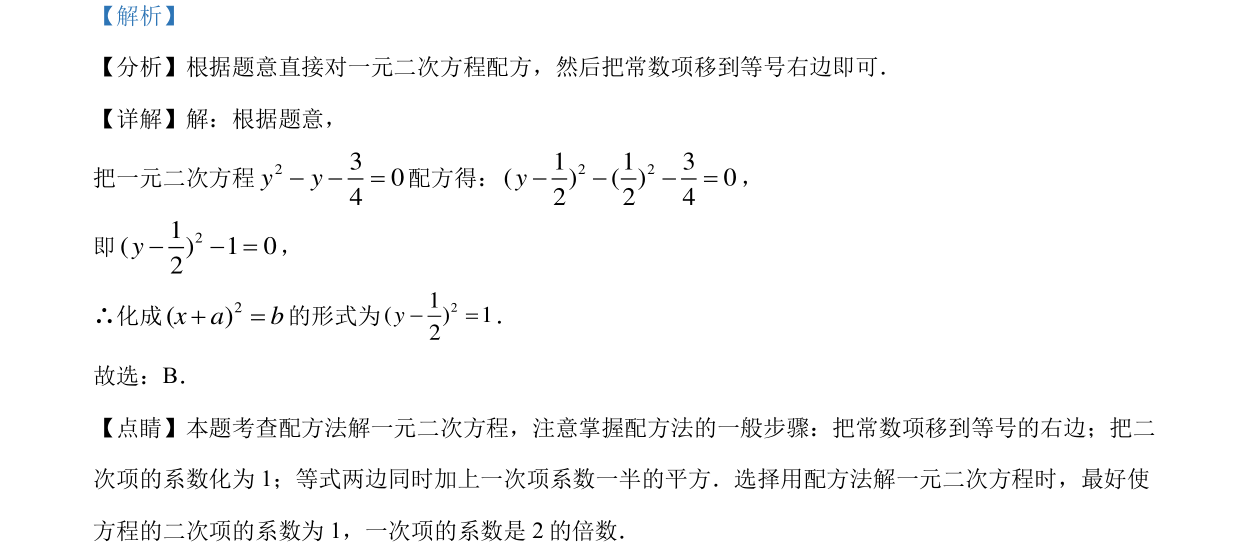 【解析】
【分析】根据题意直接对一元二次方程配方，然后把常数项移到等号右边即可．
【详解】解：根据题意，
把一元二次方程 $y^2-y-\frac{3}{4}=0$ 配方得：$(y-\frac{1}{2})^2-(\frac{1}{2})^2-\frac{3}{4}=0$，
即 $(y-\frac{1}{2})^2-1=0$，
∴化成 $(x+a)^2=b$ 的形式为 $(y-\frac{1}{2})^2=1$．
故选：B．
【点睛】本题考查配方法解一元二次方程，注意掌握配方法的一般步骤：把常数项移到等号的右边；把二
次项的系数化为 1；等式两边同时加上一次项系数一半的平方．选择用配方法解一元二次方程时，最好使
方程的二次项的系数为 1，一次项的系数是 2 的倍数．